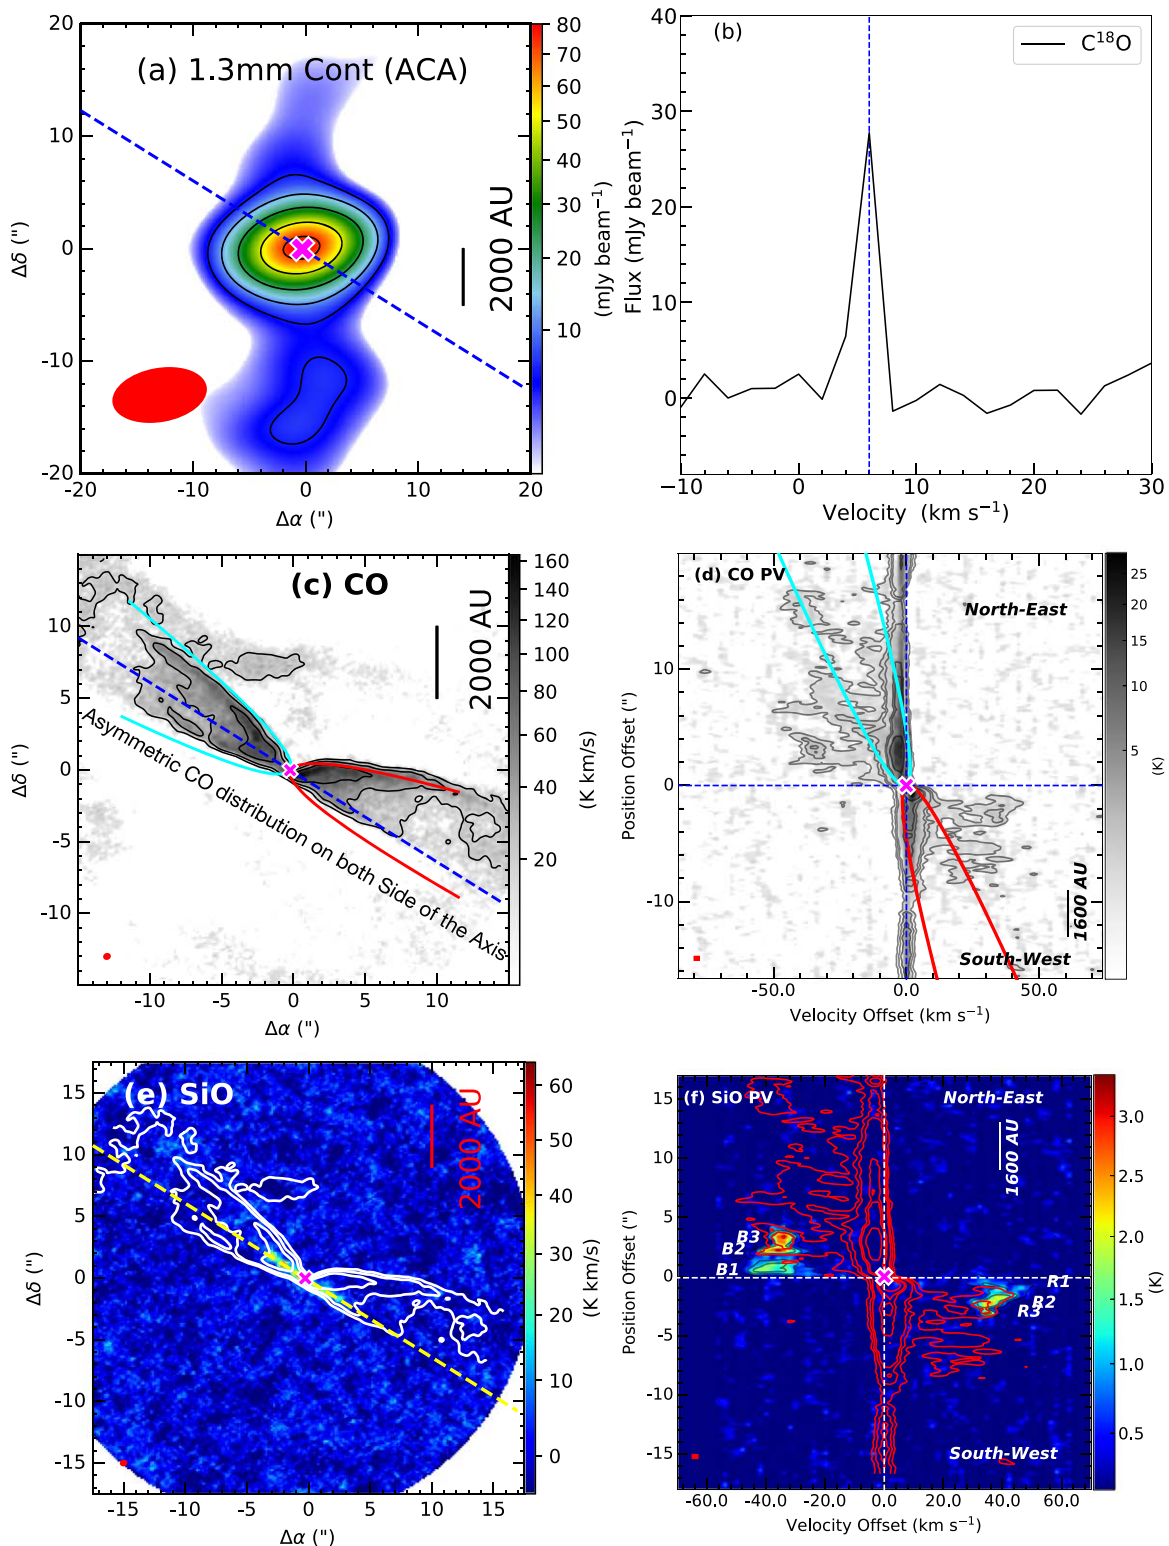 (a) 1.3mm Cont (ACA)
20
10
0
-10
-20
-20
-10
0
10
20
Δδ (")
Δα (")
2000 AU
80
70
60
50
40
30
20
10
(mJy beam⁻¹)
(b)
C¹⁸O
40
30
20
10
0
Flux (mJy beam⁻¹)
−10
0
10
20
30
Velocity (km s⁻¹)
(c) CO
10
5
0
-5
-10
-10
-5
0
5
10
Δδ (")
Δα (")
2000 AU
Asymmetric CO distribution on both Side of the Axis
160
140
120
100
80
60
40
20
(K km/s)
(d) CO PV
North-East
South-West
1600 AU
10
0
-10
Position Offset (")
-50.0
0.0
50.0
Velocity Offset (km s⁻¹)
25
20
15
10
5
(K)
(e) SiO
15
10
5
0
-5
-10
-15
-15
-10
-5
0
5
10
15
Δδ (")
Δα (")
2000 AU
60
50
40
30
20
10
0
(K km/s)
(f) SiO PV
North-East
South-West
1600 AU
B3
B2
B1
R1
R2
R3
15
10
5
0
-5
-10
-15
Position Offset (")
-60.0
-40.0
-20.0
0.0
20.0
40.0
60.0
Velocity Offset (km s⁻¹)
3.0
2.5
2.0
1.5
1.0
0.5
(K)